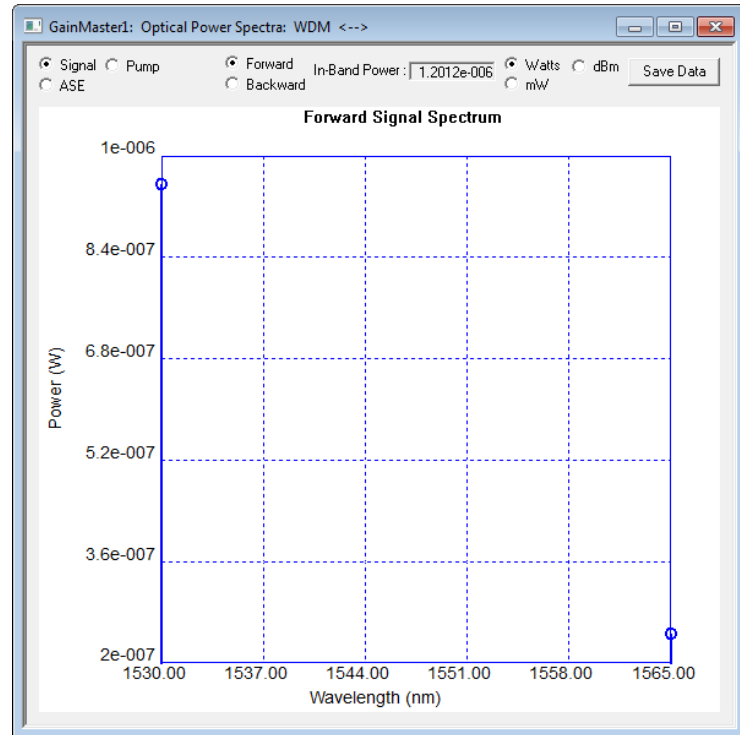 GainMaster1: Optical Power Spectra: WDM <-->
Signal Pump Forward In-Band Power : 1.2012e-006 Watts dBm Save Data
ASE Backward mW
Forward Signal Spectrum
1e-006
8.4e-007
6.8e-007
5.2e-007
3.6e-007
2e-007
Power (W)
1530.00 1537.00 1544.00 1551.00 1558.00 1565.00
Wavelength (nm)